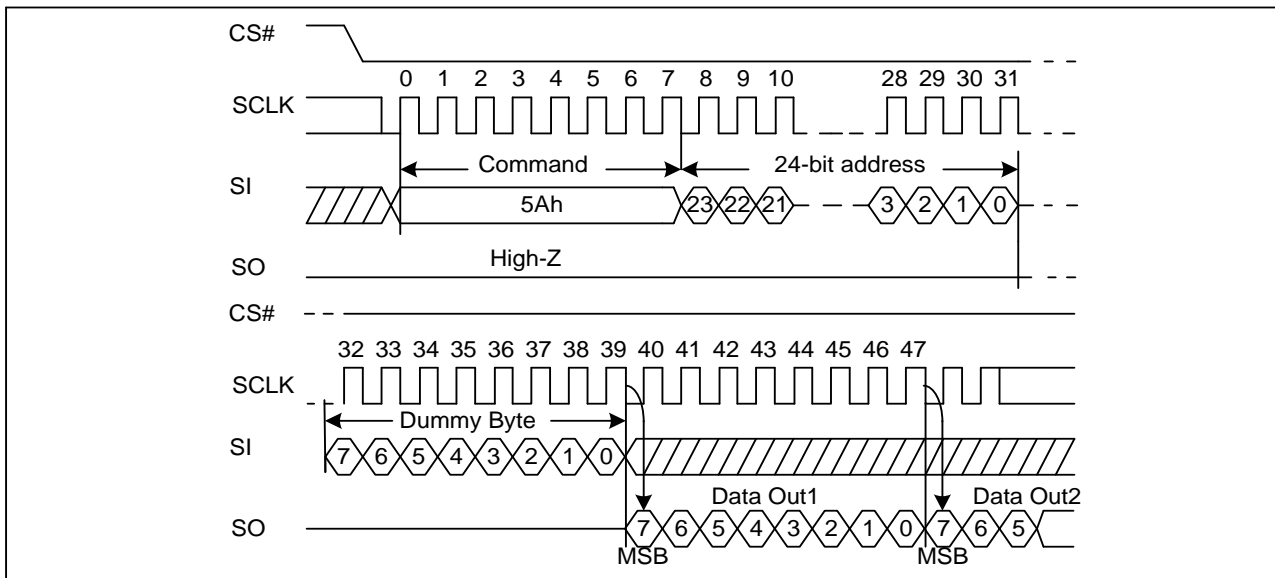 CS#
0 1 2 3 4 5 6 7 8 9 10 28 29 30 31
SCLK
Command 24-bit address
SI
5Ah 23 22 21 3 2 1 0
High-Z
SO
CS#
32 33 34 35 36 37 38 39 40 41 42 43 44 45 46 47
SCLK
Dummy Byte
SI
7 6 5 4 3 2 1 0
Data Out1 Data Out2
SO
7 6 5 4 3 2 1 0 7 6 5
MSB MSB